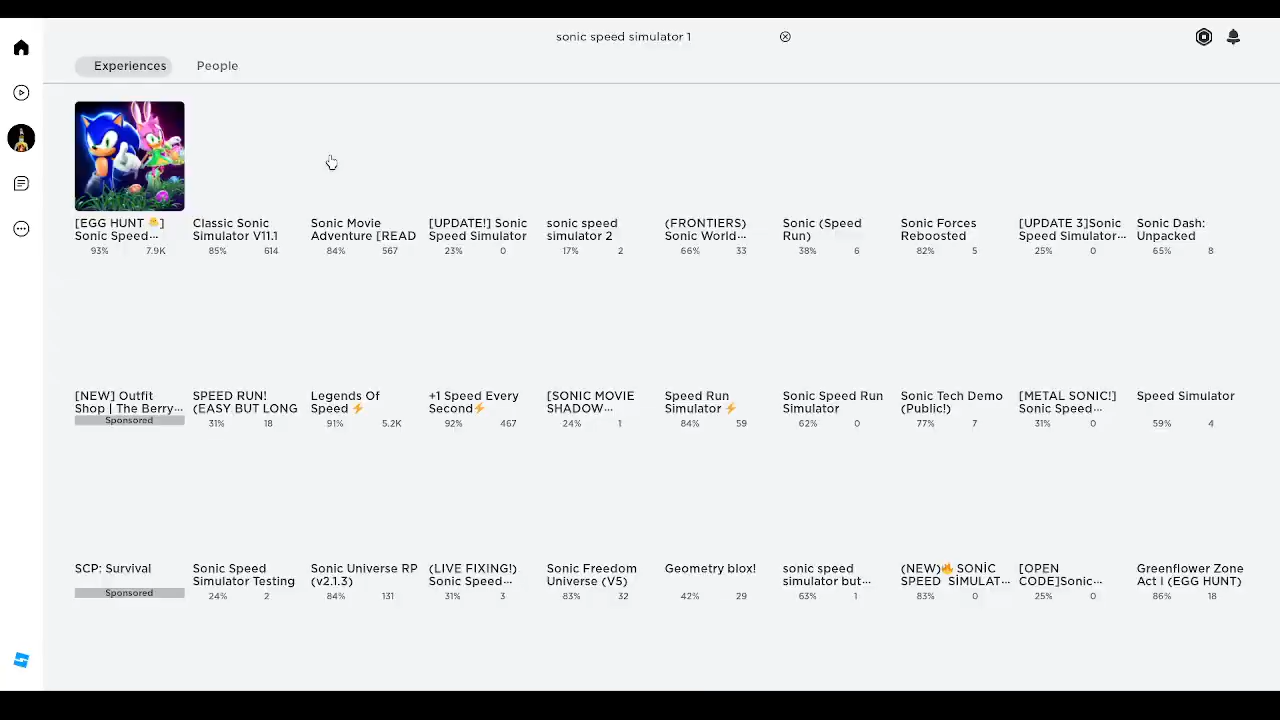 sonic speed simulator 1
Experiences People
[EGG HUNT 🐣]
Sonic Speed...
93% 7.9K
Classic Sonic
Simulator V11.1
85% 614
Sonic Movie
Adventure [READ
84% 567
[UPDATE!] Sonic
Speed Simulator
23% 0
sonic speed
simulator 2
17% 2
(FRONTIERS)
Sonic World...
66% 33
Sonic (Speed
Run)
38% 6
Sonic Forces
Reboosted
82% 5
[UPDATE 3]Sonic
Speed Simulator...
25% 0
Sonic Dash:
Unpacked
65% 8
[NEW] Outfit
Shop | The Berry...
Sponsored
SPEED RUN!
(EASY BUT LONG
31% 18
Legends Of
Speed ⚡
91% 5.2K
+1 Speed Every
Second⚡
92% 467
[SONIC MOVIE
SHADOW...
24% 1
Speed Run
Simulator ⚡
84% 59
Sonic Speed Run
Simulator
62% 0
Sonic Tech Demo
(Public!)
77% 7
[METAL SONIC!]
Sonic Speed...
31% 0
Speed Simulator
59% 4
SCP: Survival
Sponsored
Sonic Speed
Simulator Testing
24% 2
Sonic Universe RP
(v2.1.3)
84% 131
(LIVE FIXING!)
Sonic Speed...
31% 3
Sonic Freedom
Universe (V5)
83% 32
Geometry blox!
42% 29
sonic speed
simulator but...
63% 1
(NEW)🔥 SONİC
SPEED SİMULAT...
83% 0
[OPEN
CODE]Sonic...
25% 0
Greenflower Zone
Act I (EGG HUNT)
86% 18